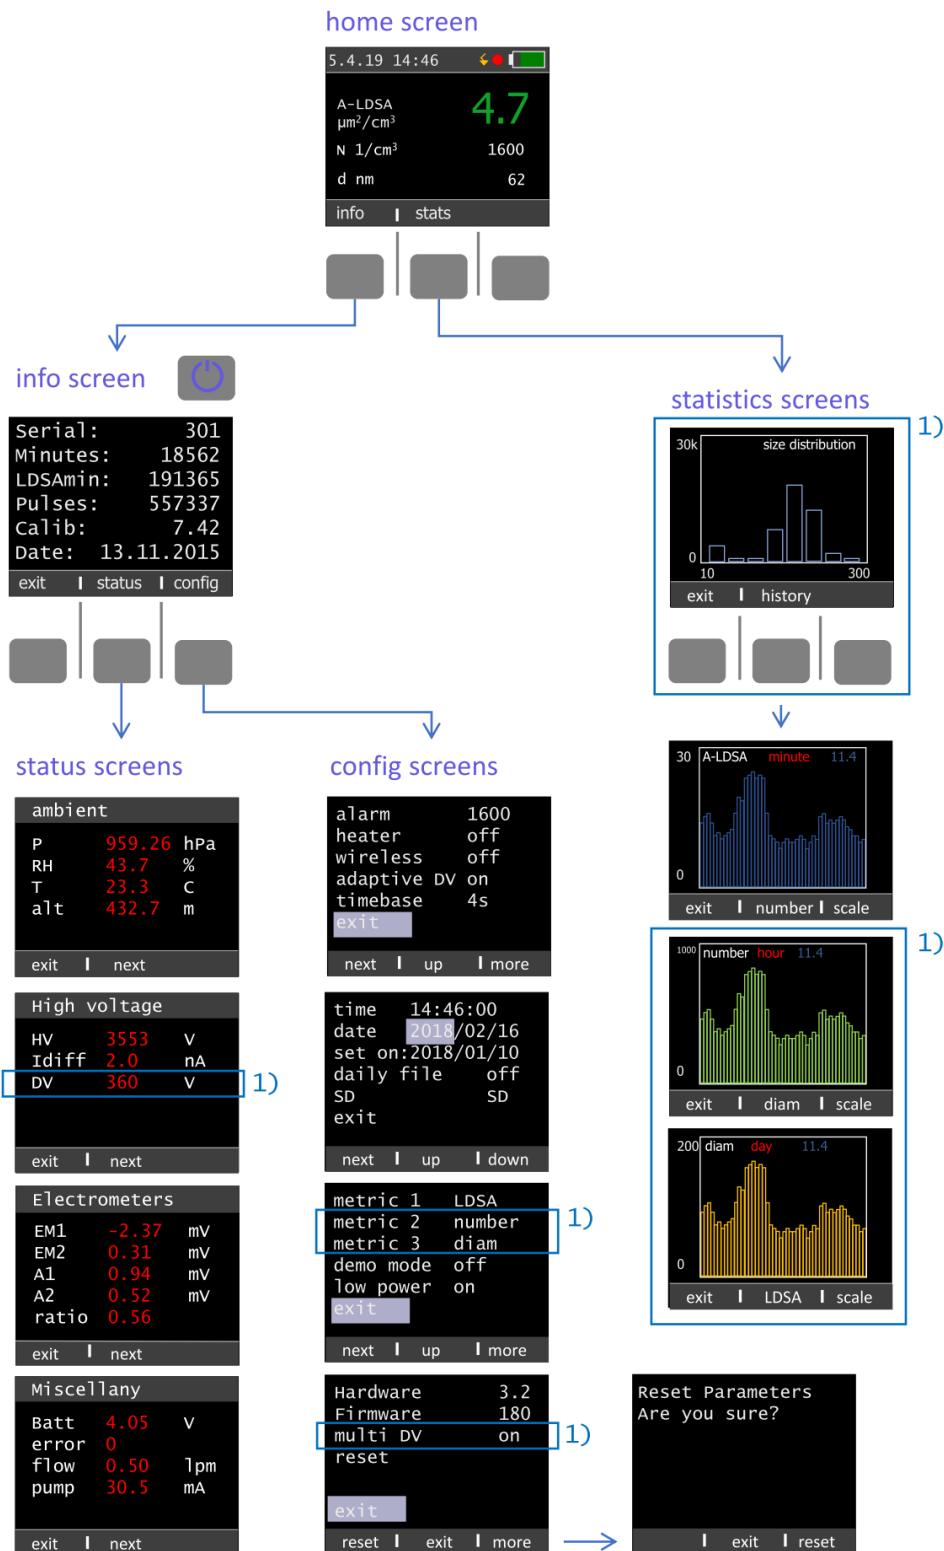 home screen
5.4.19 14:46
A-LDSA 4.7
µm²/cm³
N 1/cm³ 1600
d nm 62
info stats
info screen
Serial: 301
Minutes: 18562
LDSAmin: 191365
Pulses: 557337
Calib: 7.42
Date: 13.11.2015
exit status config
statistics screens
1)
30k size distribution
0
10 300
exit history
30 A-LDSA minute 11.4
0
exit number scale
1)
1000 number hour 11.4
0
exit diam scale
200 diam day 11.4
0
exit LDSA scale
status screens
ambient
P 959.26 hPa
RH 43.7 %
T 23.3 C
alt 432.7 m
exit next
High voltage
HV 3553 V
Idiff 2.0 nA
DV 360 V 1)
exit next
Electrometers
EM1 -2.37 mV
EM2 0.31 mV
A1 0.94 mV
A2 0.52 mV
ratio 0.56
exit next
Miscellany
Batt 4.05 V
error 0
flow 0.50 lpm
pump 30.5 mA
exit next
config screens
alarm 1600
heater off
wireless off
adaptive DV on
timebase 4s
exit
next up more
time 14:46:00
date 2018/02/16
set on:2018/01/10
daily file off
SD SD
exit
next up down
metric 1 LDSA
metric 2 number 1)
metric 3 diam
demo mode off
low power on
exit
next up more
Hardware 3.2
Firmware 180
multi DV on 1)
reset
exit
reset exit more
Reset Parameters
Are you sure?
exit reset